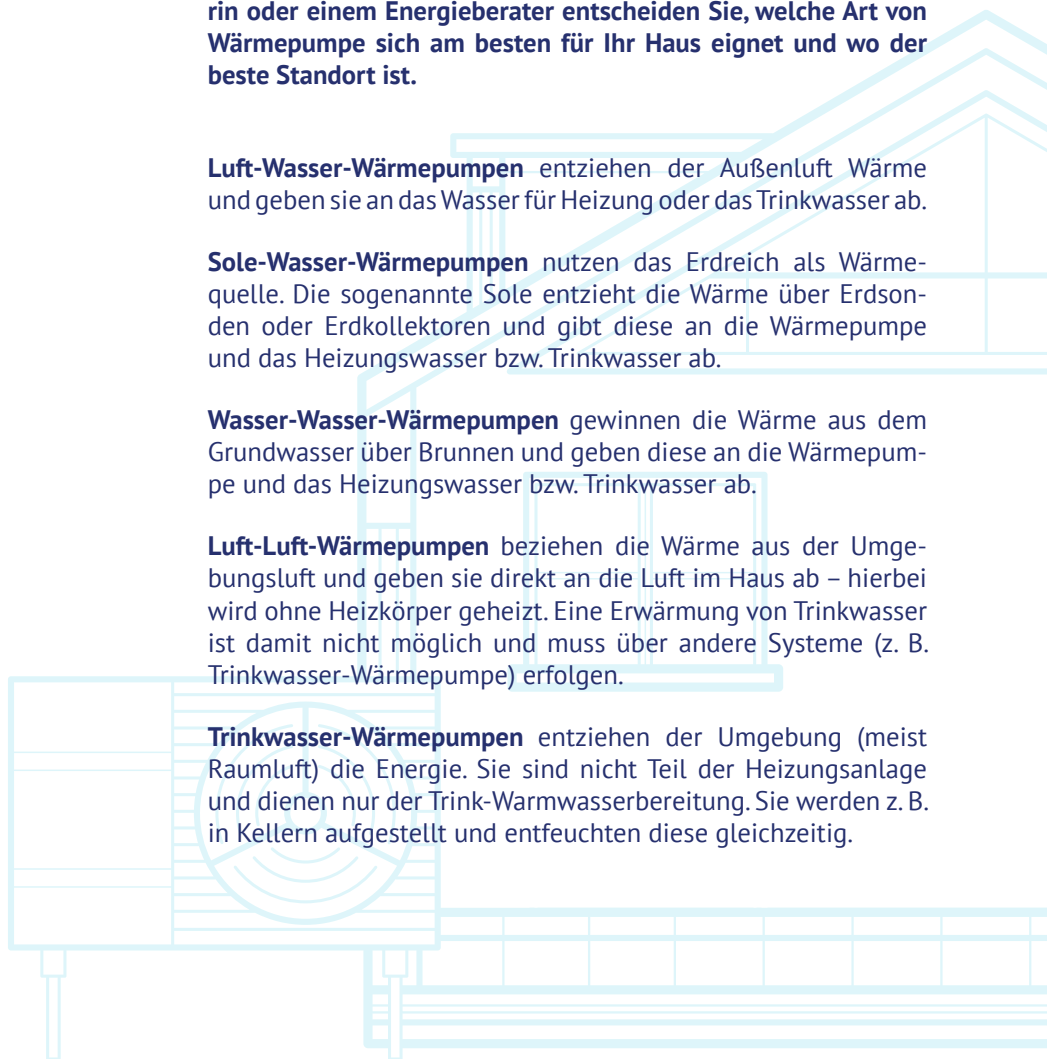 rin oder einem Energieberater entscheiden Sie, welche Art von
Wärmepumpe sich am besten für Ihr Haus eignet und wo der
beste Standort ist.
Luft-Wasser-Wärmepumpen entziehen der Außenluft Wärme
und geben sie an das Wasser für Heizung oder das Trinkwasser ab.
Sole-Wasser-Wärmepumpen nutzen das Erdreich als Wärme-
quelle. Die sogenannte Sole entzieht die Wärme über Erdson-
den oder Erdkollektoren und gibt diese an die Wärmepumpe
und das Heizungswasser bzw. Trinkwasser ab.
Wasser-Wasser-Wärmepumpen gewinnen die Wärme aus dem
Grundwasser über Brunnen und geben diese an die Wärmepum-
pe und das Heizungswasser bzw. Trinkwasser ab.
Luft-Luft-Wärmepumpen beziehen die Wärme aus der Umge-
bungsluft und geben sie direkt an die Luft im Haus ab – hierbei
wird ohne Heizkörper geheizt. Eine Erwärmung von Trinkwasser
ist damit nicht möglich und muss über andere Systeme (z. B.
Trinkwasser-Wärmepumpe) erfolgen.
Trinkwasser-Wärmepumpen entziehen der Umgebung (meist
Raumluft) die Energie. Sie sind nicht Teil der Heizungsanlage
und dienen nur der Trink-Warmwasserbereitung. Sie werden z. B.
in Kellern aufgestellt und entfeuchten diese gleichzeitig.